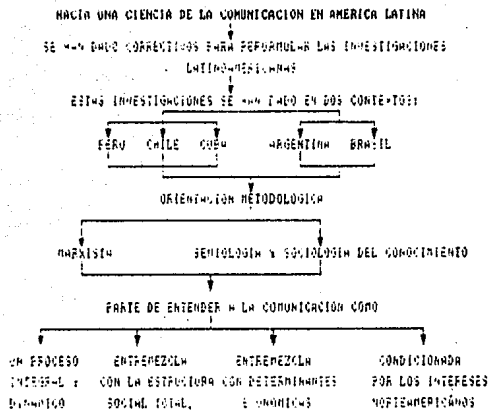 HACIA UNA CIENCIA DE LA COMUNICACION EN AMERICA LATINA
SE HAN DADO CORRECTIVOS PARA REFORMULAR LAS INVESTIGACIONES
LATINOAMERICANAS
ESTAS INVESTIGACIONES SE HAN DADO EN DOS CONTEXTOS:
PERU CHILE CUBA ARGENTINA BRASIL
ORIENTACION METODOLOGICA
MARXISTA SEMIOLOGIA Y SOCIOLOGIA DEL CONOCIMIENTO
PARTE DE ENTENDER A LA COMUNICACION COMO
UN PROCESO ENTREMEZCLA ENTREMEZCLA CONDICIONADA
INTEGRAL Y CON LA ESTRUCTURA CON DETERMINANTES POR LOS INTERESES
DINAMICO SOCIAL TOTAL, ECONOMICAS NORTEAMERICANOS